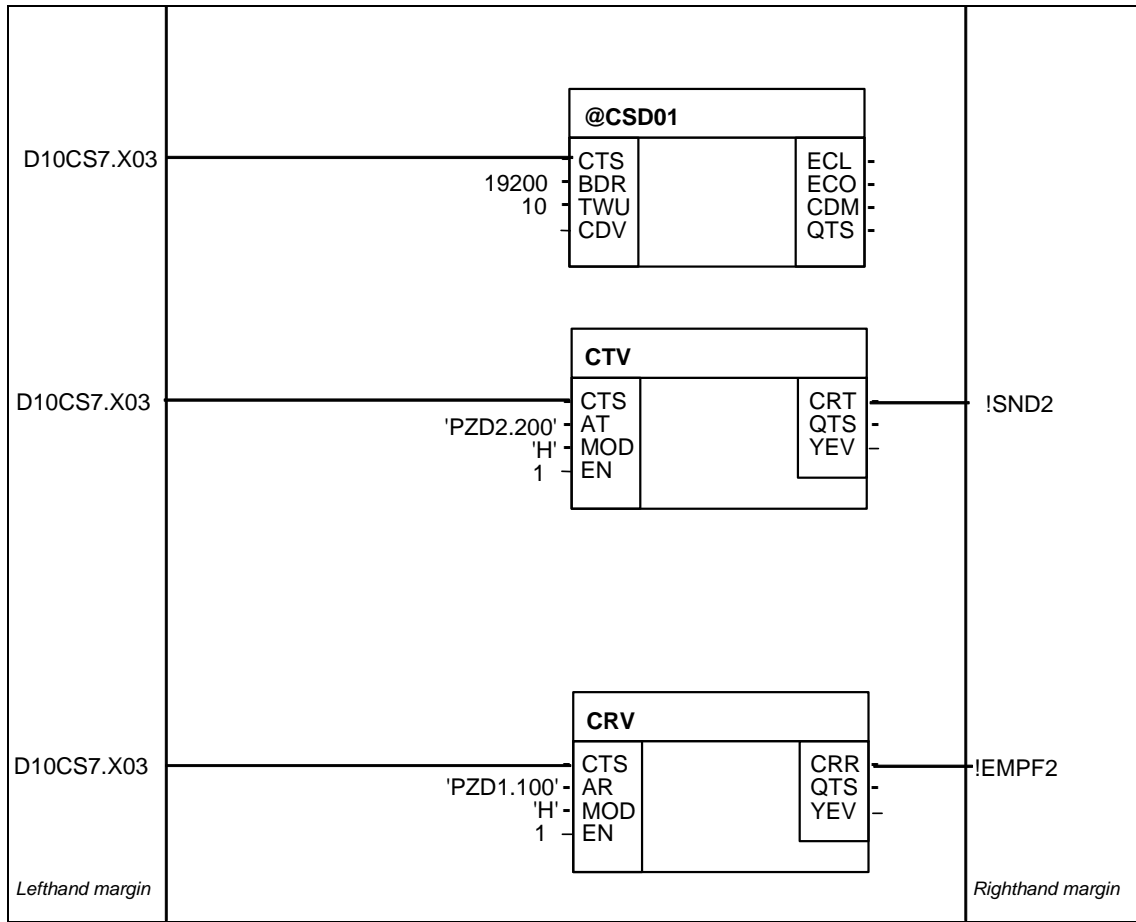 @CSD01
D10CS7.X03 CTS ECL
19200 BDR ECO
10 TWU CDM
CDV QTS
CTV
D10CS7.X03 CTS CRT !SND2
'PZD2.200' AT QTS
'H' MOD YEV
1 EN
CRV
D10CS7.X03 CTS CRR !EMPF2
'PZD1.100' AR QTS
'H' MOD YEV
1 EN
Lefthand margin Righthand margin